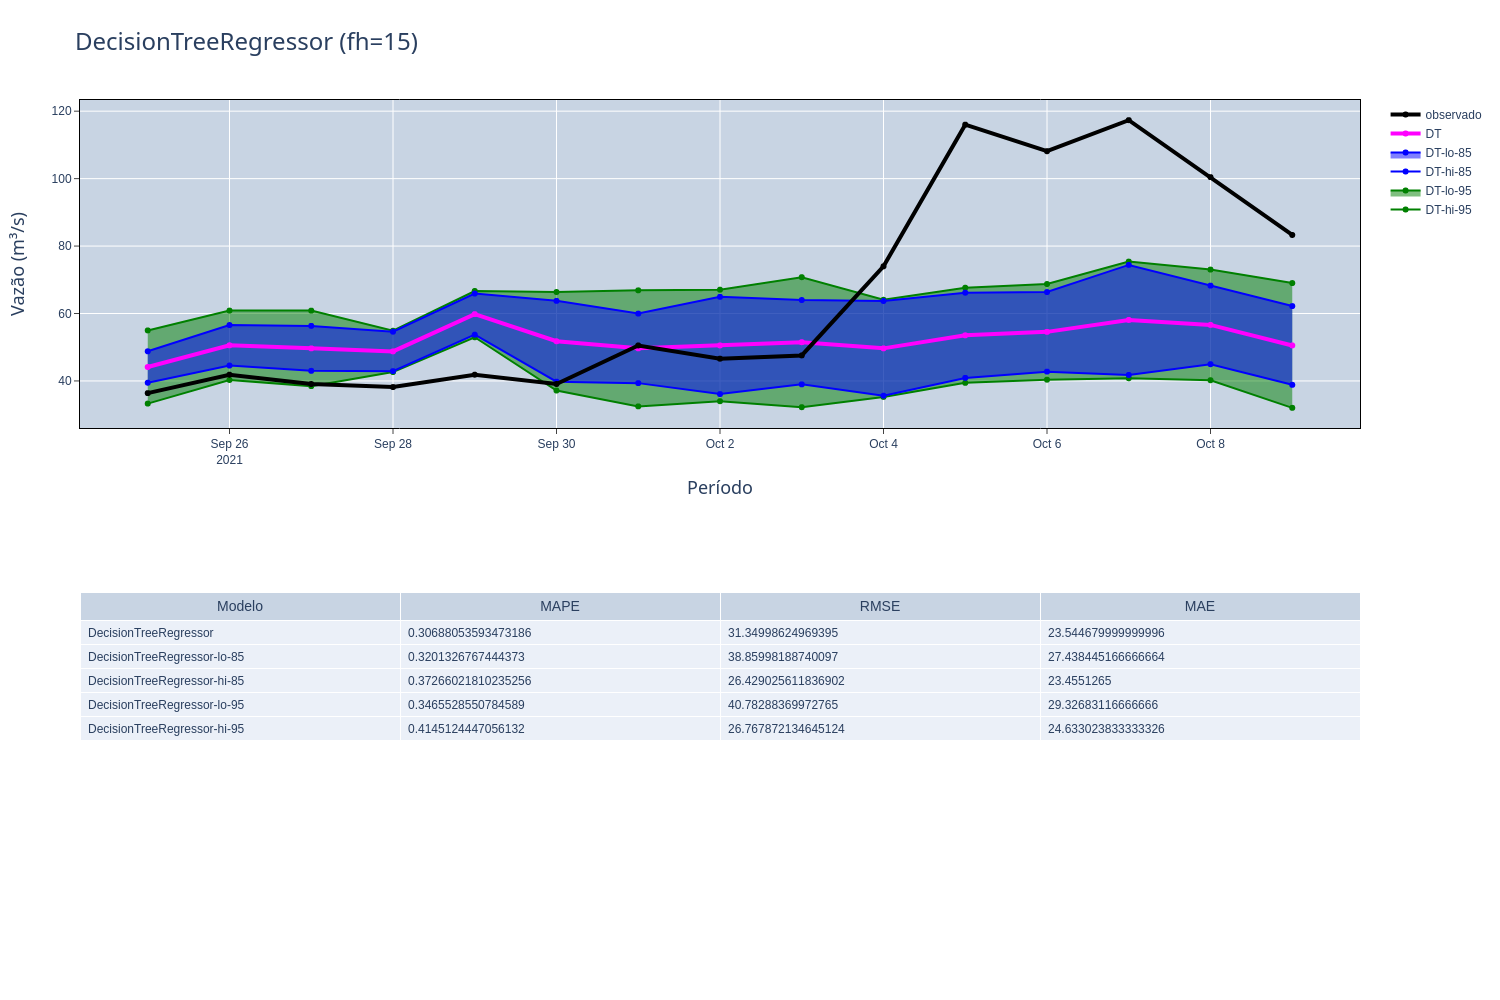 DecisionTreeRegressor (fh=15)
observado
DT
DT-lo-85
DT-hi-85
DT-lo-95
DT-hi-95
Vazão (m³/s)
120
100
80
60
40
Sep 26
2021
Sep 28
Sep 30
Oct 2
Oct 4
Oct 6
Oct 8
Período
Modelo MAPE RMSE MAE
DecisionTreeRegressor 0.30688053593473186 31.34998624969395 23.544679999999996
DecisionTreeRegressor-lo-85 0.3201326767444373 38.85998188740097 27.438445166666664
DecisionTreeRegressor-hi-85 0.37266021810235256 26.429025611836902 23.4551265
DecisionTreeRegressor-lo-95 0.3465528550784589 40.78288369972765 29.32683116666666
DecisionTreeRegressor-hi-95 0.4145124447056132 26.767872134645124 24.633023833333326